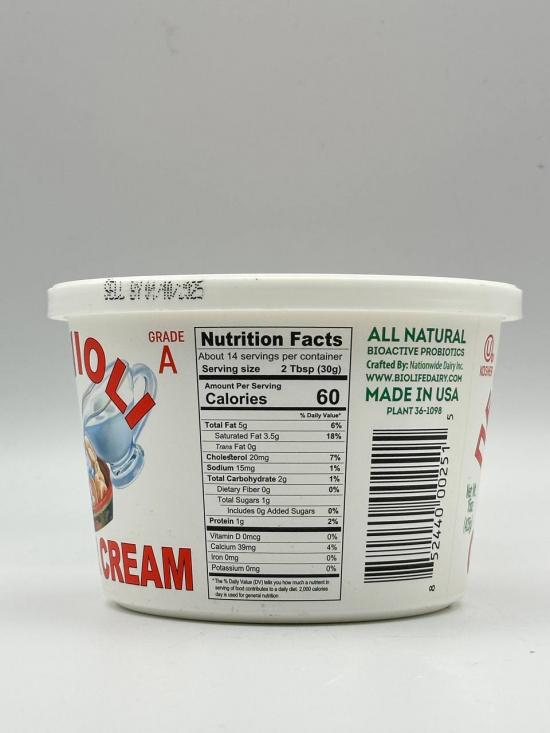 SELL BY 01/10/2025
IOLI
CREAM
GRADE
A
Nutrition Facts
About 14 servings per container
Serving size 2 Tbsp (30g)
Amount Per Serving
Calories 60
% Daily Value*
Total Fat 5g 6%
Saturated Fat 3.5g 18%
Trans Fat 0g
Cholesterol 20mg 7%
Sodium 15mg 1%
Total Carbohydrate 2g 1%
Dietary Fiber 0g 0%
Total Sugars 1g
Includes 0g Added Sugars 0%
Protein 1g 2%
Vitamin D 0mcg 0%
Calcium 39mg 4%
Iron 0mg 0%
Potassium 0mg 0%
*The % Daily Value (DV) tells you how much a nutrient in
serving of food contributes to a daily diet. 2,000 calories
day is used for general nutrition
ALL NATURAL
BIOACTIVE PROBIOTICS
Crafted By: Nationwide Dairy Inc.
WWW.BIOLIFEDAIRY.COM
MADE IN USA
PLANT 36-1098
8 52440 00251 5
U
KOSHER